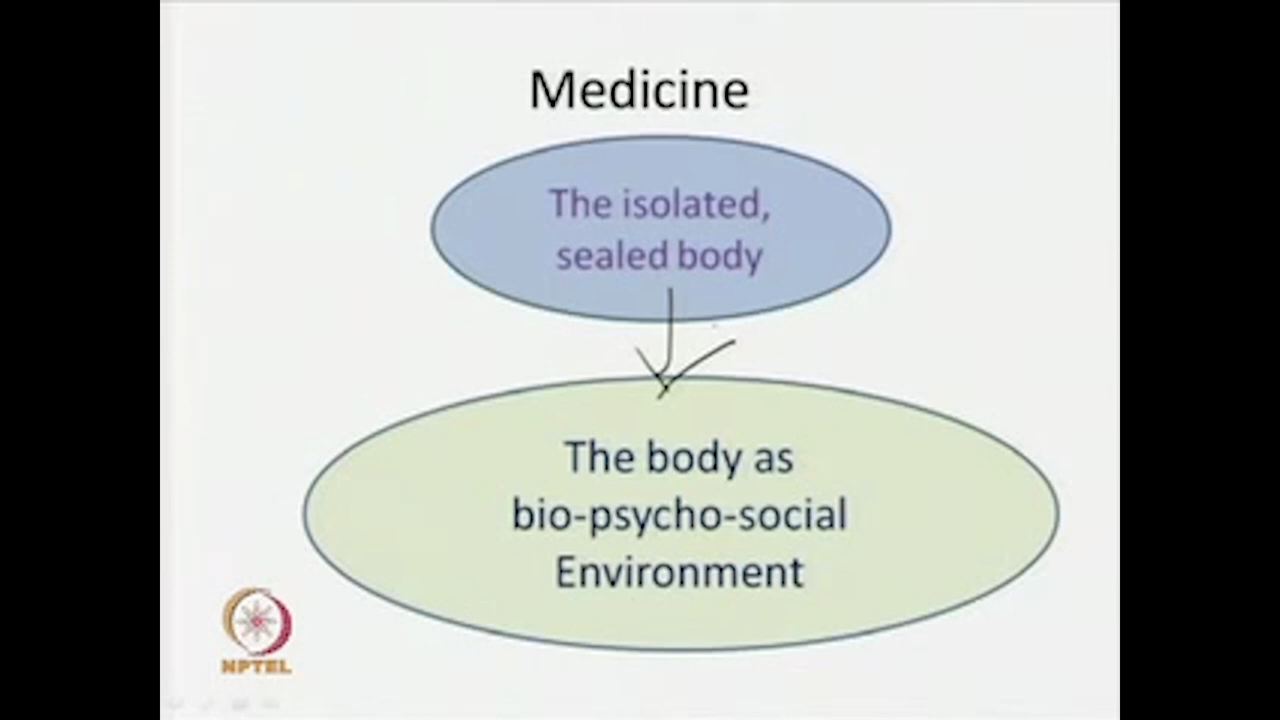 Medicine
The isolated,
sealed body
The body as
bio-psycho-social
Environment
NPTEL